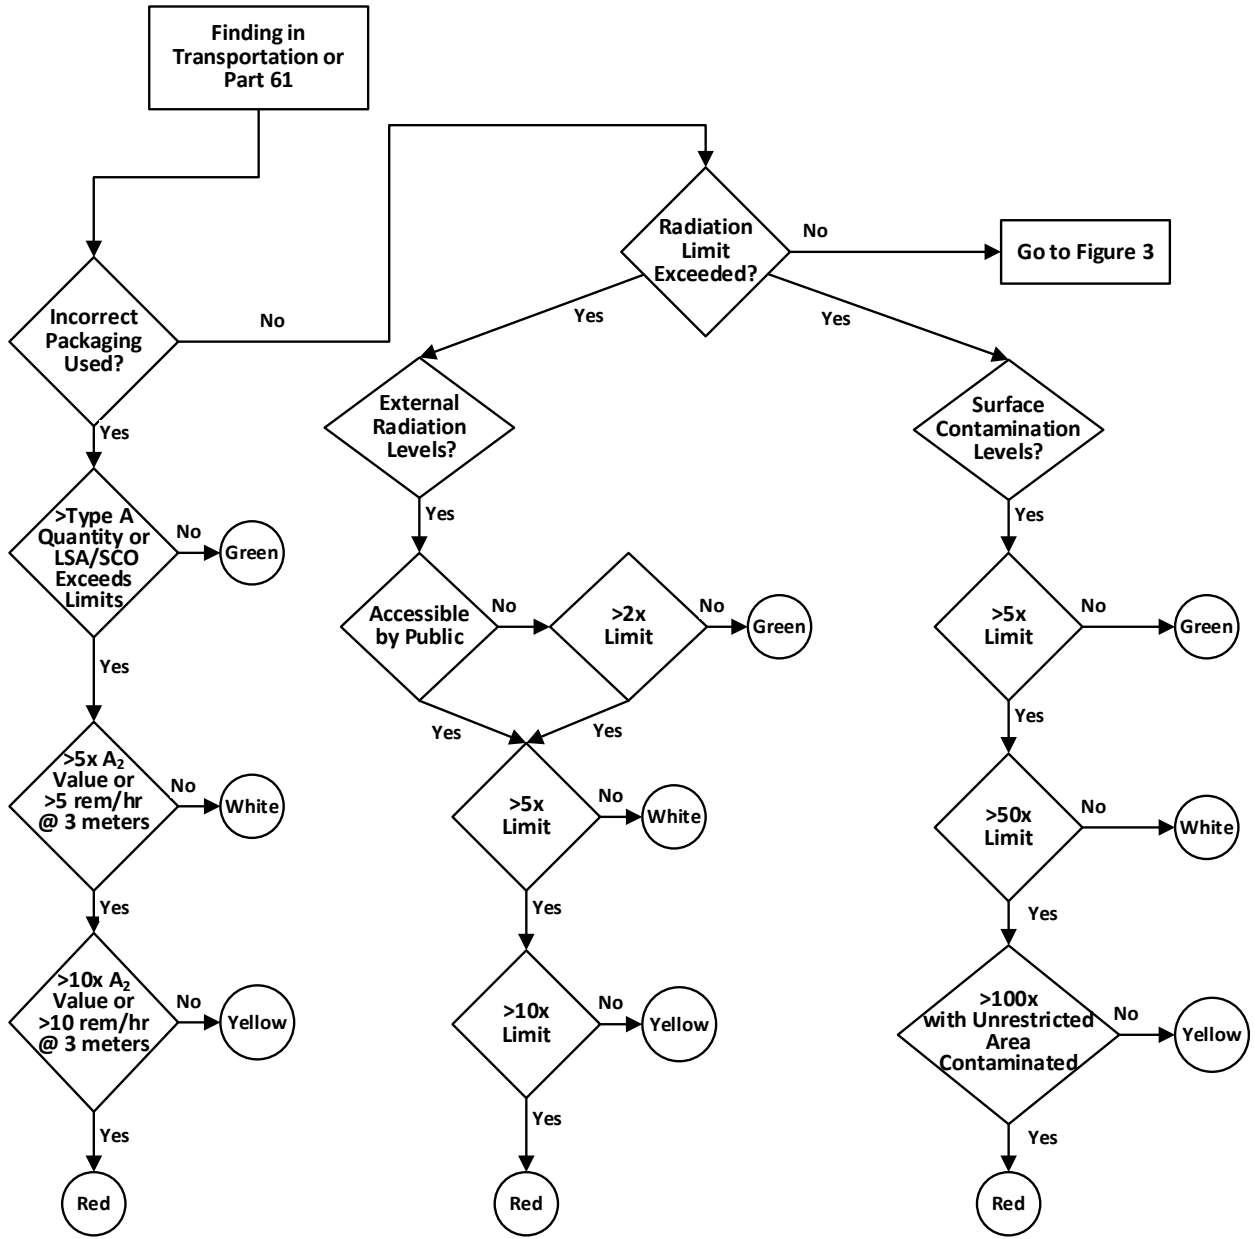 Finding in
Transportation or
Part 61
Incorrect
Packaging
Used?
No
Yes
>Type A
Quantity or
LSA/SCO
Exceeds
Limits
No
Green
Yes
>5x A₂
Value or
>5 rem/hr
@ 3 meters
No
White
Yes
>10x A₂
Value or
>10 rem/hr
@ 3 meters
No
Yellow
Yes
Red
Radiation
Limit
Exceeded?
No
Go to Figure 3
Yes
Yes
External
Radiation
Levels?
Yes
Accessible
by Public
No
>2x
Limit
No
Green
Yes
Yes
>5x
Limit
No
White
Yes
>10x
Limit
No
Yellow
Yes
Red
Surface
Contamination
Levels?
Yes
>5x
Limit
No
Green
Yes
>50x
Limit
No
White
Yes
>100x
with Unrestricted
Area
Contaminated
No
Yellow
Yes
Red